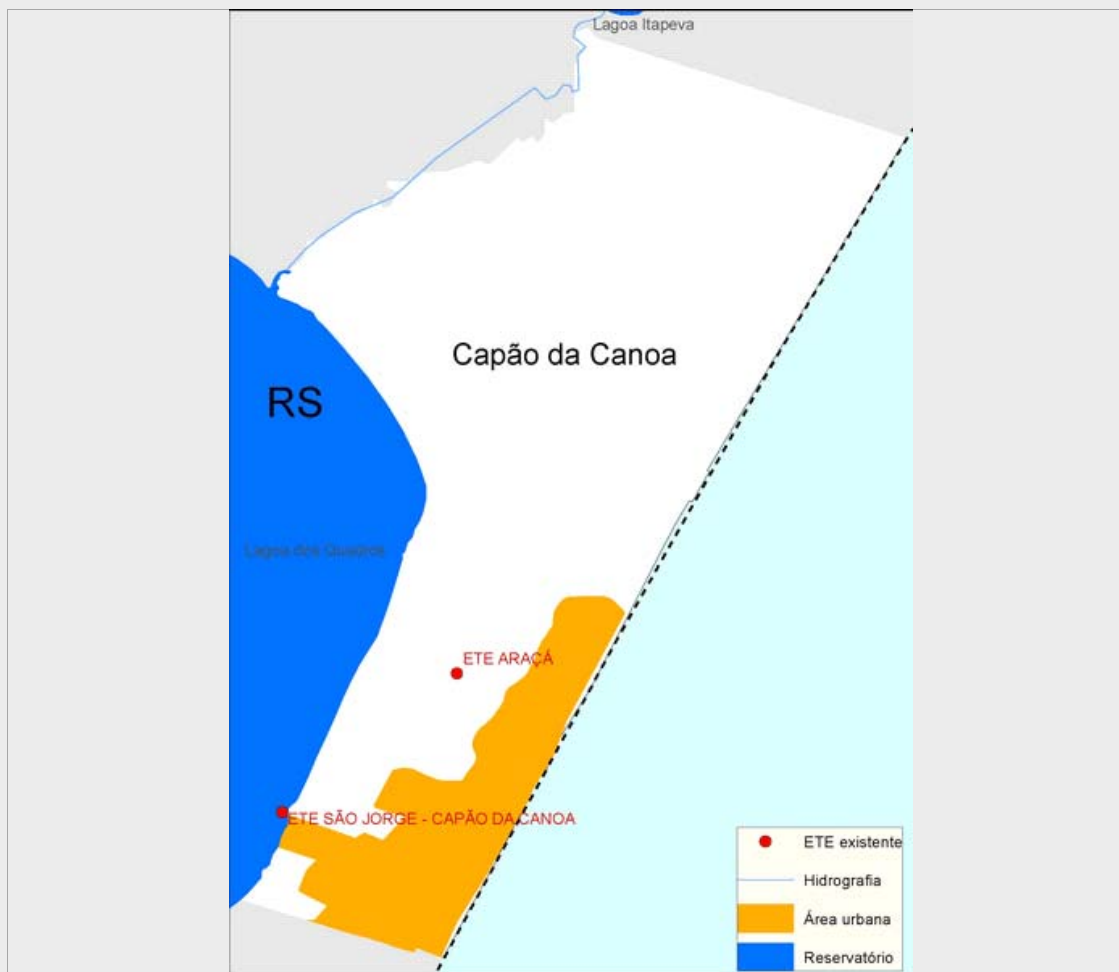 Lagoa Itapeva
Capão da Canoa
RS
Lagoa dos Quadros
ETE ARAÇÁ
ETE SÃO JORGE - CAPÃO DA CANOA
ETE existente
Hidrografia
Área urbana
Reservatório